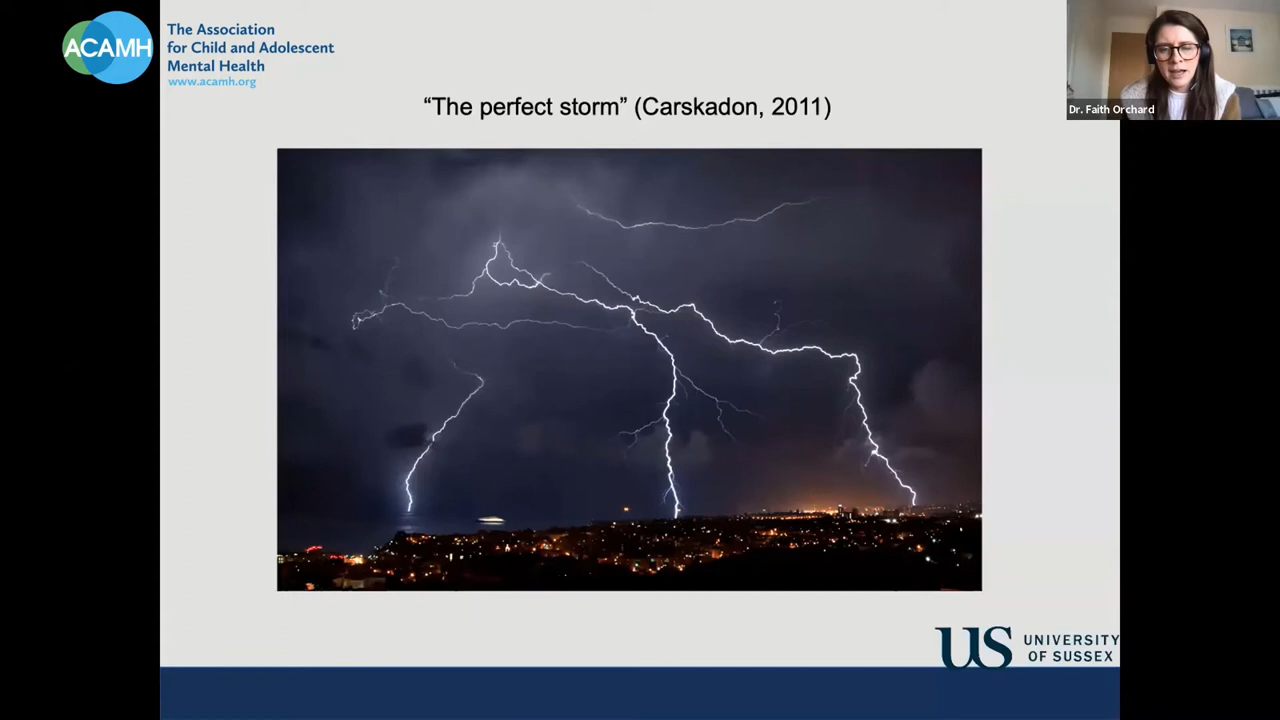 ACAMH
The Association
for Child and Adolescent
Mental Health
www.acamh.org
“The perfect storm” (Carskadon, 2011)
Dr. Faith Orchard
US
UNIVERSITY
OF SUSSEX